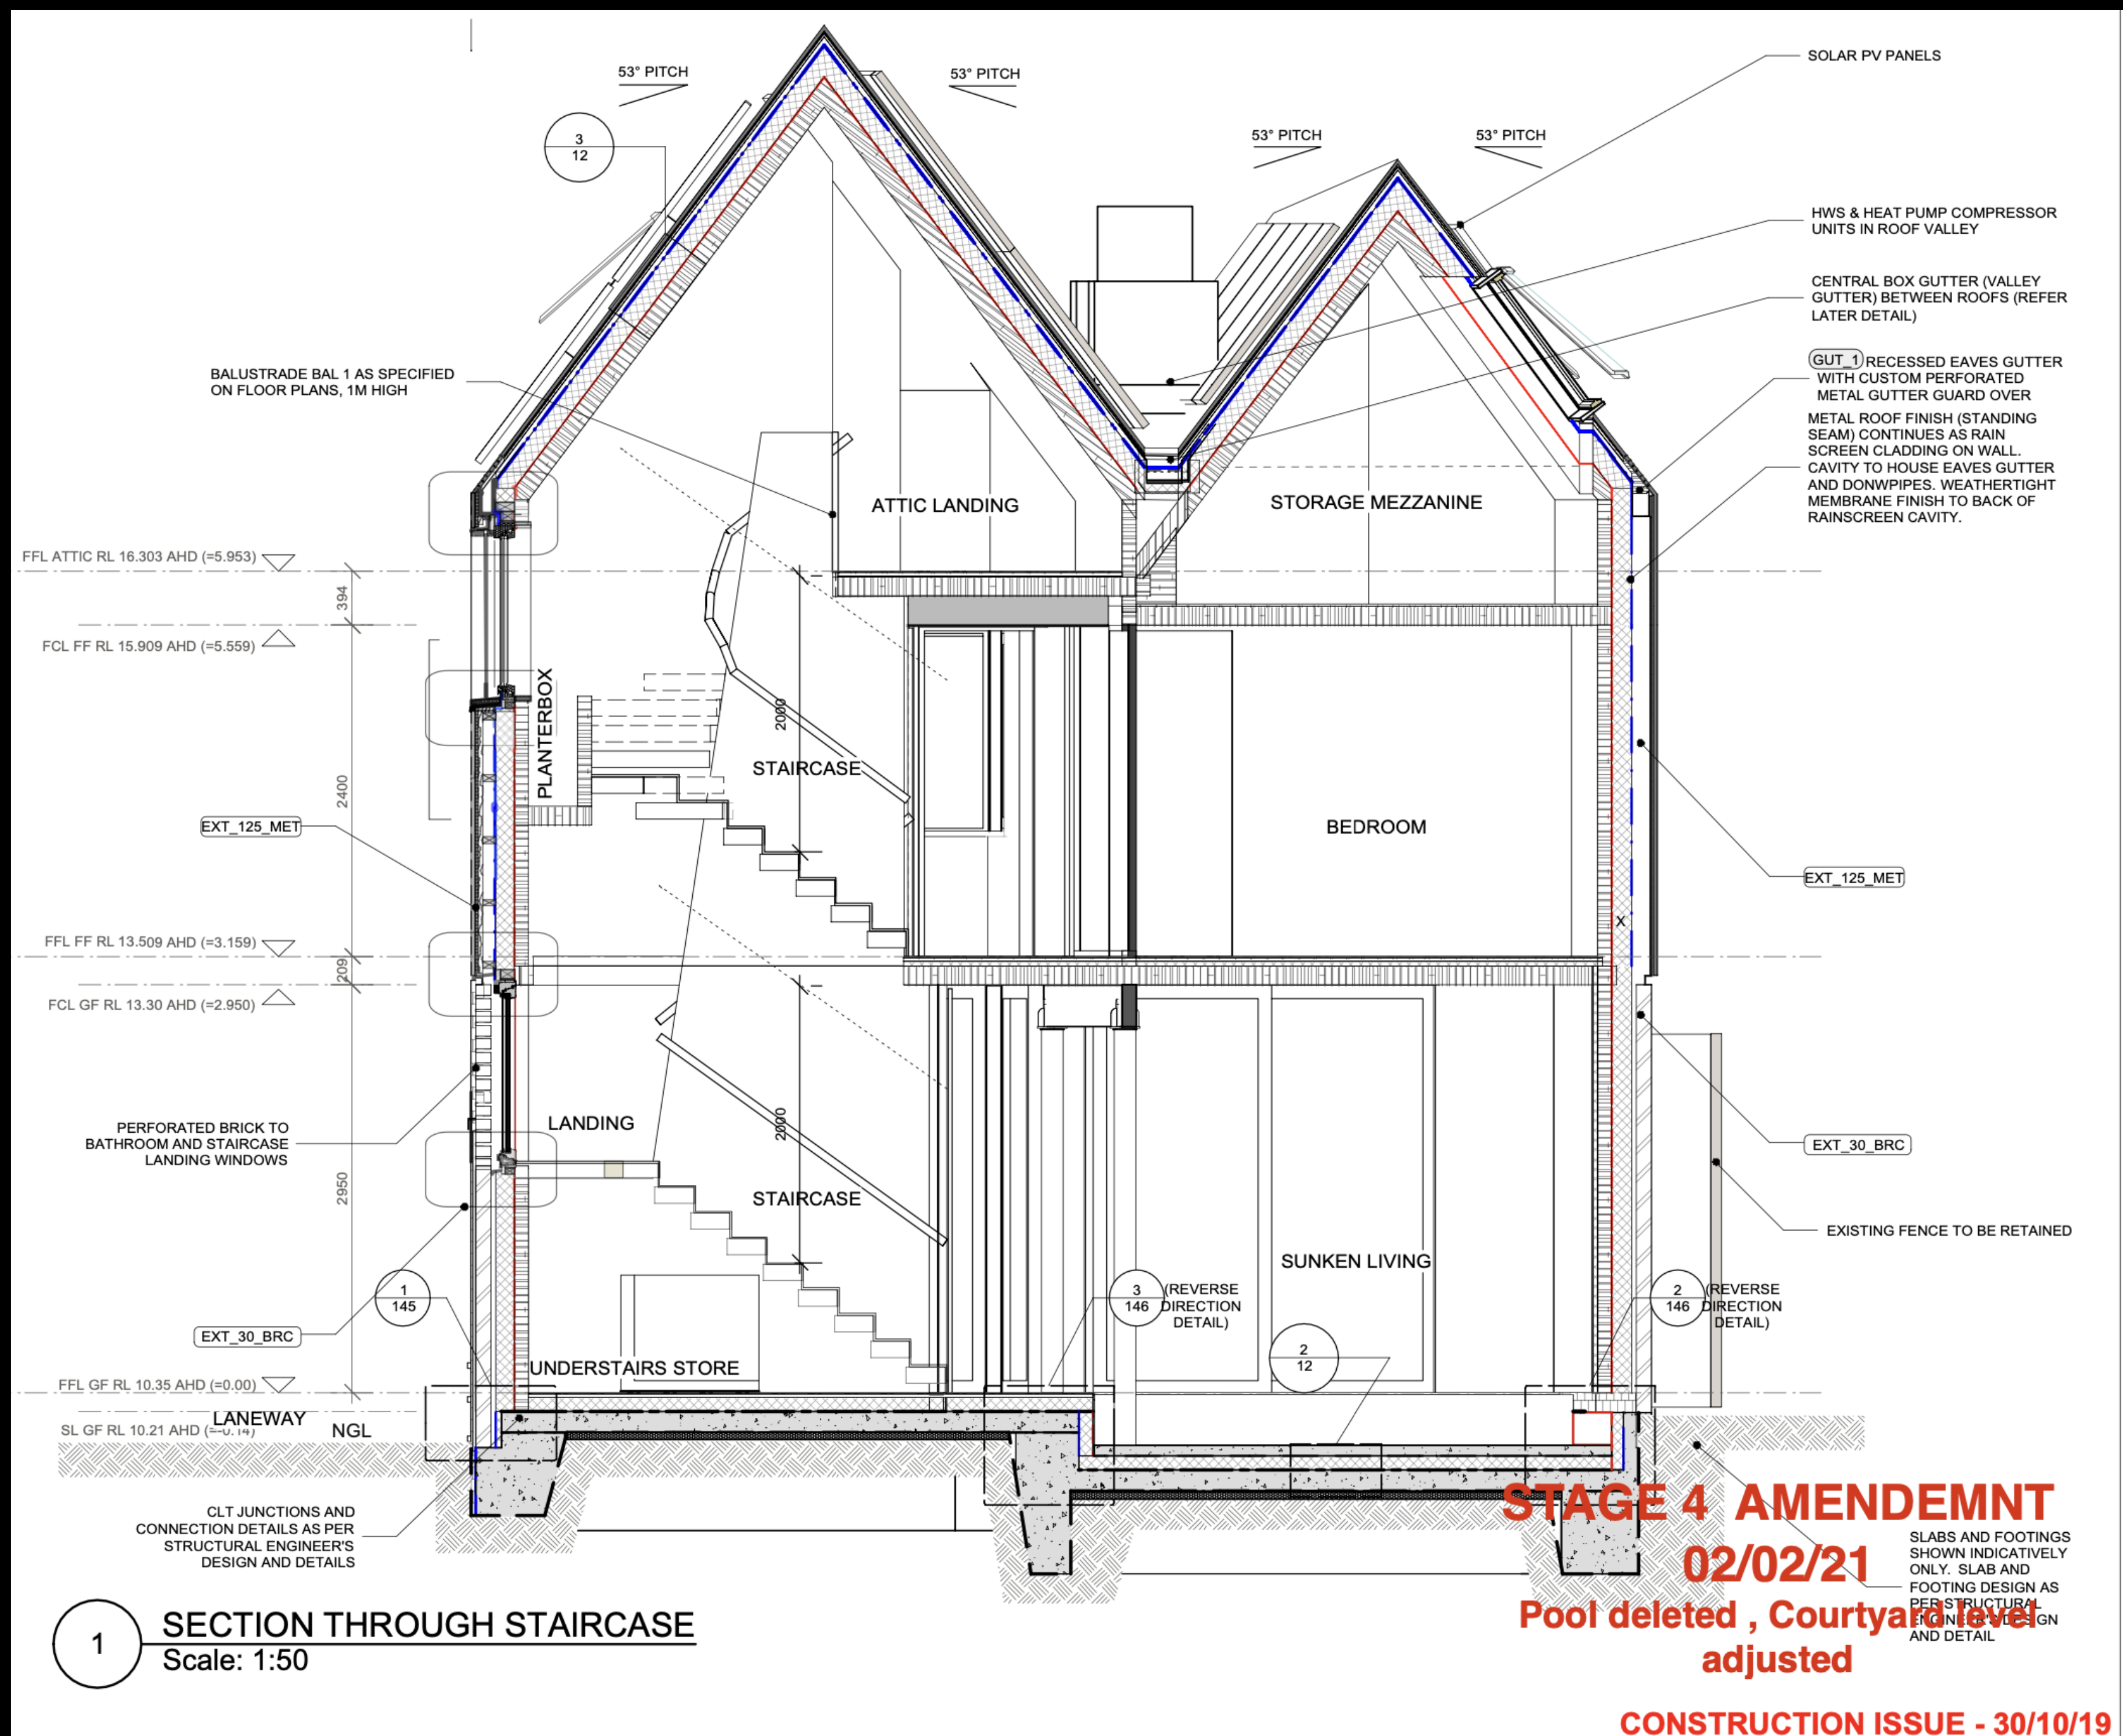 53° PITCH
53° PITCH
53° PITCH
53° PITCH
SOLAR PV PANELS
3
12
HWS & HEAT PUMP COMPRESSOR
UNITS IN ROOF VALLEY
CENTRAL BOX GUTTER (VALLEY
GUTTER) BETWEEN ROOFS (REFER
LATER DETAIL)
GUT_1 RECESSED EAVES GUTTER
WITH CUSTOM PERFORATED
METAL GUTTER GUARD OVER
METAL ROOF FINISH (STANDING
SEAM) CONTINUES AS RAIN
SCREEN CLADDING ON WALL.
CAVITY TO HOUSE EAVES GUTTER
AND DONWPIPES. WEATHERTIGHT
MEMBRANE FINISH TO BACK OF
RAINSCREEN CAVITY.
BALUSTRADE BAL 1 AS SPECIFIED
ON FLOOR PLANS, 1M HIGH
ATTIC LANDING
STORAGE MEZZANINE
FFL ATTIC RL 16.303 AHD (=5.953)
394
FCL FF RL 15.909 AHD (=5.559)
PLANTERBOX
2000
STAIRCASE
2400
EXT_125_MET
BEDROOM
EXT_125_MET
X
FFL FF RL 13.509 AHD (=3.159)
209
FCL GF RL 13.30 AHD (=2.950)
PERFORATED BRICK TO
BATHROOM AND STAIRCASE
LANDING WINDOWS
LANDING
2000
EXT_30_BRC
2950
STAIRCASE
EXISTING FENCE TO BE RETAINED
SUNKEN LIVING
1
145
3
146
(REVERSE
DIRECTION
DETAIL)
2
146
(REVERSE
DIRECTION
DETAIL)
EXT_30_BRC
2
12
UNDERSTAIRS STORE
FFL GF RL 10.35 AHD (=0.00)
LANEWAY
SL GF RL 10.21 AHD (=-0.14)
NGL
CLT JUNCTIONS AND
CONNECTION DETAILS AS PER
STRUCTURAL ENGINEER'S
DESIGN AND DETAILS
STAGE 4 AMENDEMNT
02/02/21
Pool deleted , Courtyard level
adjusted
SLABS AND FOOTINGS
SHOWN INDICATIVELY
ONLY. SLAB AND
FOOTING DESIGN AS
PER STRUCTURAL
ENGINEER'S DESIGN
AND DETAIL
1
SECTION THROUGH STAIRCASE
Scale: 1:50
CONSTRUCTION ISSUE - 30/10/19